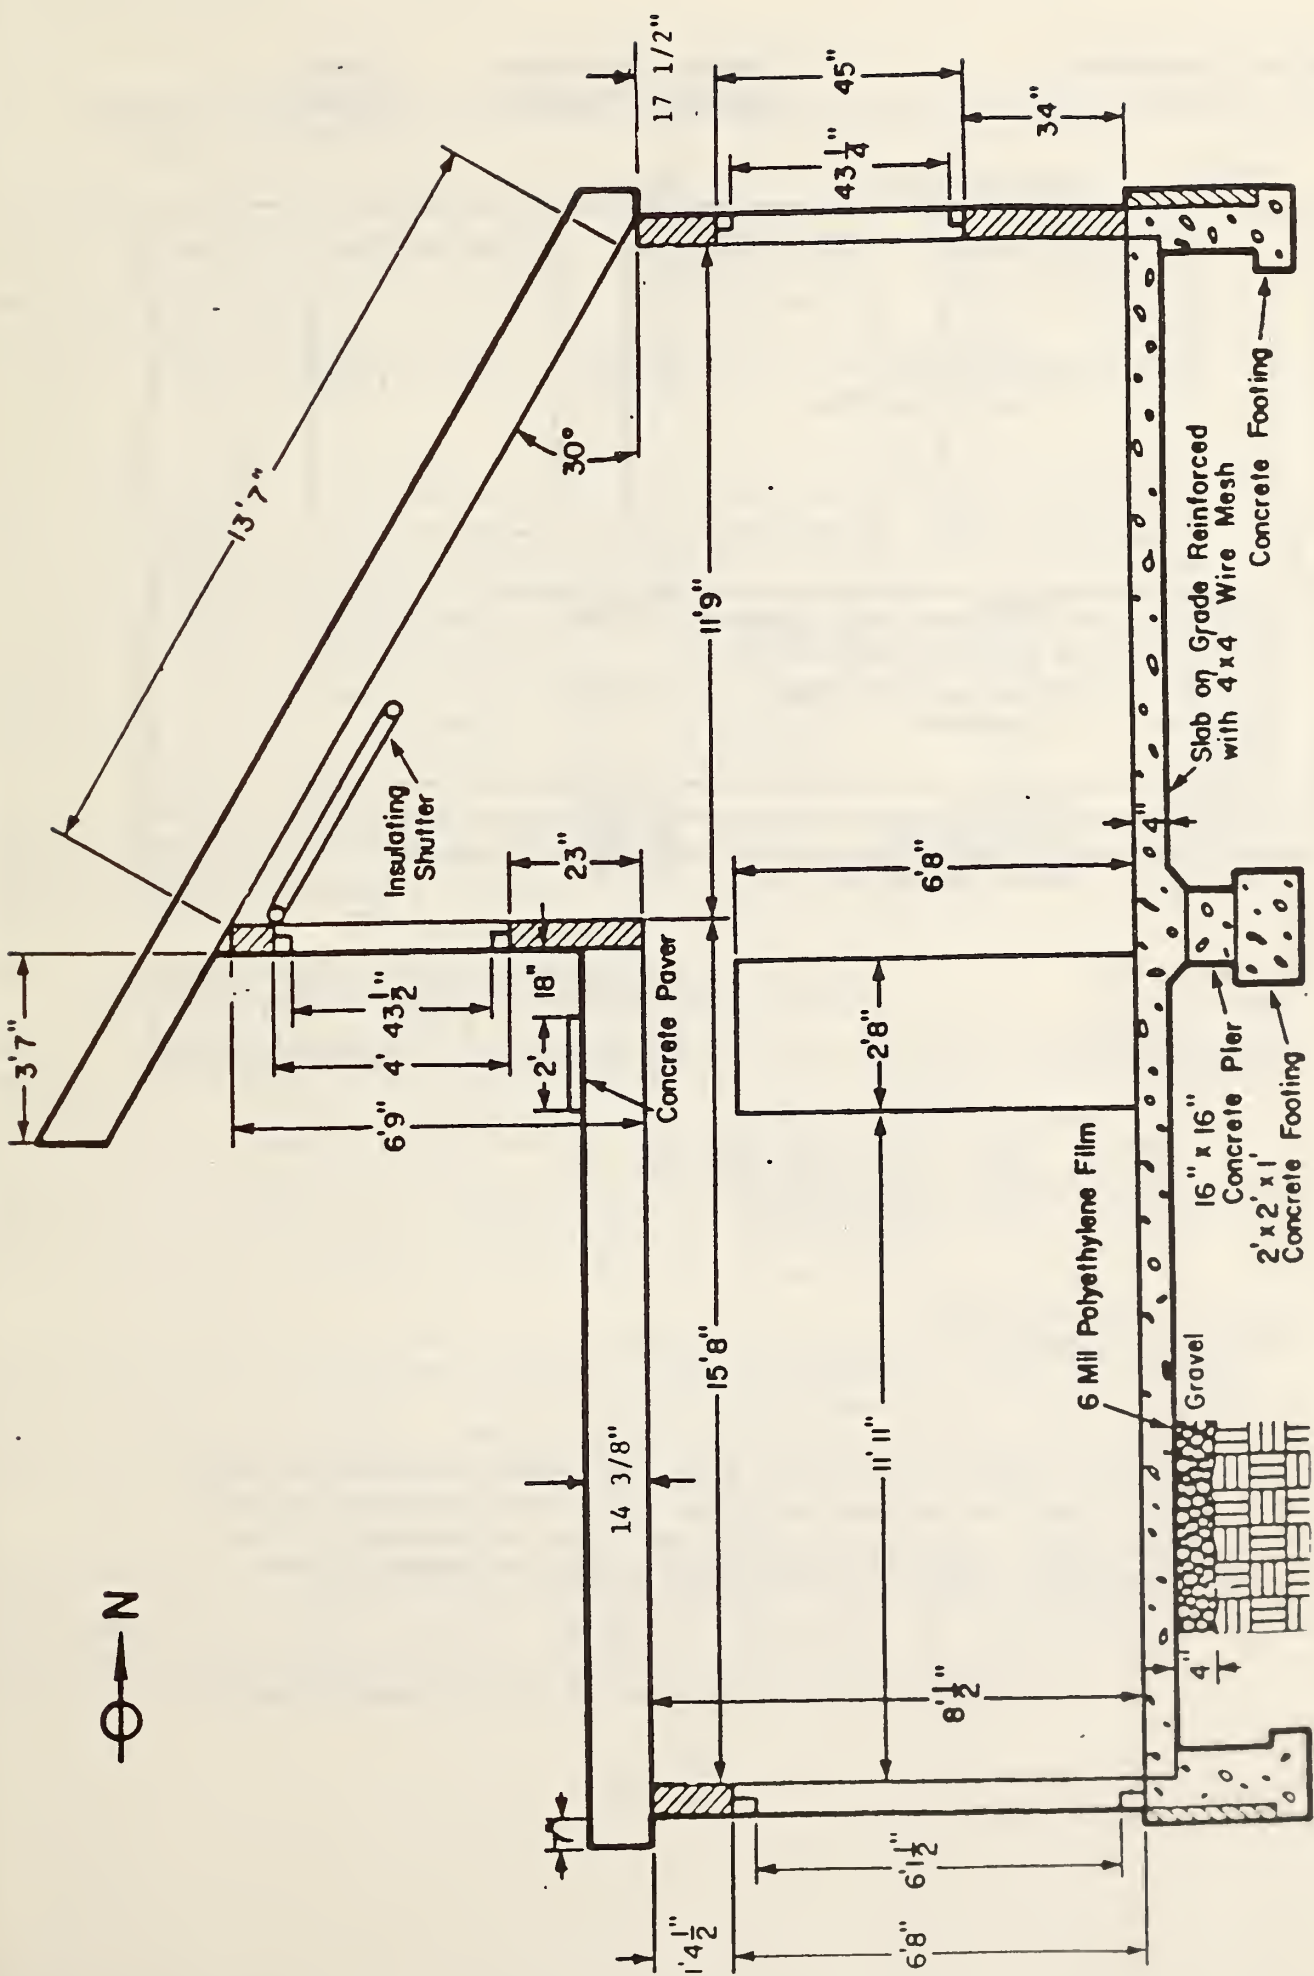 3'7"
13'7"
17 1/2"
45"
43 1/4"
34"
30°
Insulating
Shutter
23"
11'9"
6'9"
4'
43 1/2"
18"
2'
Concrete Paver
6'8"
2'8"
4"
Slab on Grade Reinforced
with 4x4 Wire Mesh
Concrete Footing
N
14 3/8"
15'8"
11'11"
6 Mil Polyethylene Film
Gravel
16" x 16"
Concrete Pier
2' x 2' x 1'
Concrete Footing
7"
8' 1/2"
4"
1'4 1/2"
6'1 1/2"
6'8"